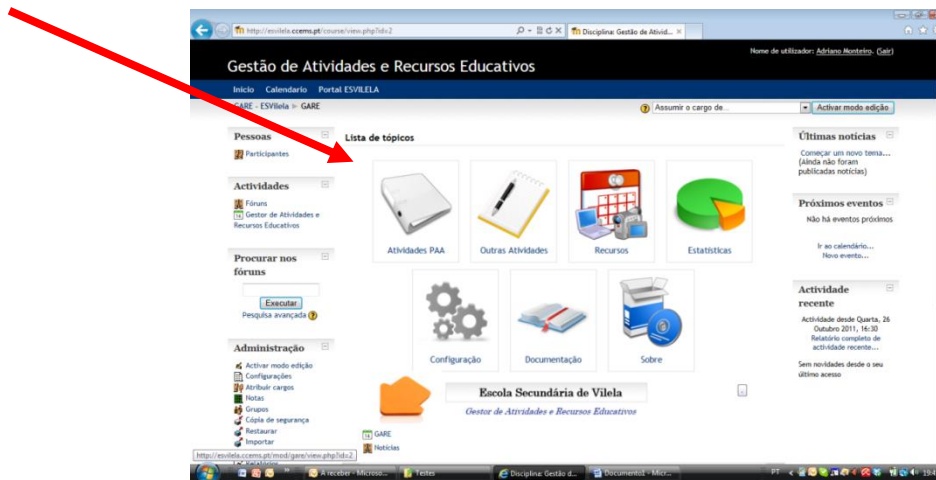 http://esvilela.ccems.pt/course/view.php?id=2
Disciplina: Gestão de Ativid...
Nome de utilizador: Adriano Monteiro. (Sair)
Gestão de Atividades e Recursos Educativos
Início Calendario Portal ESVILELA
GARE - ESVilela ► GARE
Assumir o cargo de...
Activar modo edição
Pessoas
Participantes
Actividades
Fóruns
Gestor de Atividades e
Recursos Educativos
Procurar nos
fóruns
Executar
Pesquisa avançada
Administração
Activar modo edição
Configurações
Atribuir cargos
Notas
Grupos
Cópia de segurança
Restaurar
Importar
Lista de tópicos
Atividades PAA
Outras Atividades
Recursos
Estatísticas
Configuração
Documentação
Sobre
Escola Secundária de Vilela
Gestor de Atividades e Recursos Educativos
GARE
Notícias
Últimas notícias
Começar um novo tema...
(Ainda não foram
publicadas notícias)
Próximos eventos
Não há eventos próximos
Ir ao calendário...
Novo evento...
Actividade
recente
Actividade desde Quarta, 26
Outubro 2011, 16:30
Relatório completo de
actividade recente...
Sem novidades desde o seu
último acesso
http://esvilela.ccems.pt/mod/gare/view.php?id=2
A receber - Microso...
Testes
Disciplina: Gestão d...
Documento1 - Micr...
PT